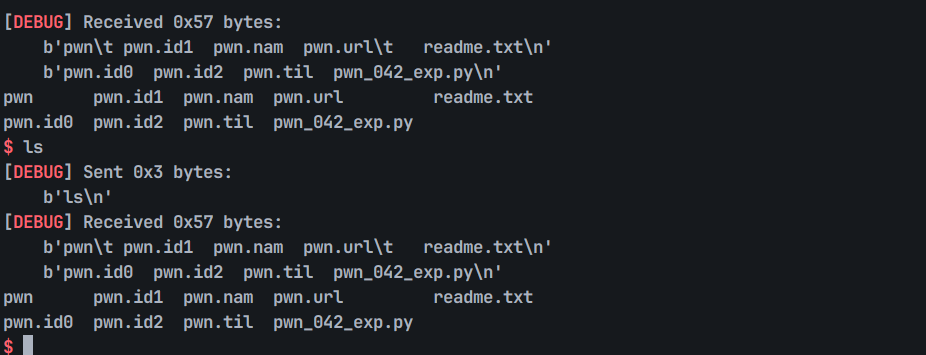 [DEBUG] Received 0x57 bytes:
    b'pwn\t pwn.id1  pwn.nam  pwn.url\t   readme.txt\n'
    b'pwn.id0  pwn.id2  pwn.til  pwn_042_exp.py\n'
pwn      pwn.id1  pwn.nam  pwn.url         readme.txt
pwn.id0  pwn.id2  pwn.til  pwn_042_exp.py
$ ls
[DEBUG] Sent 0x3 bytes:
    b'ls\n'
[DEBUG] Received 0x57 bytes:
    b'pwn\t pwn.id1  pwn.nam  pwn.url\t   readme.txt\n'
    b'pwn.id0  pwn.id2  pwn.til  pwn_042_exp.py\n'
pwn      pwn.id1  pwn.nam  pwn.url         readme.txt
pwn.id0  pwn.id2  pwn.til  pwn_042_exp.py
$